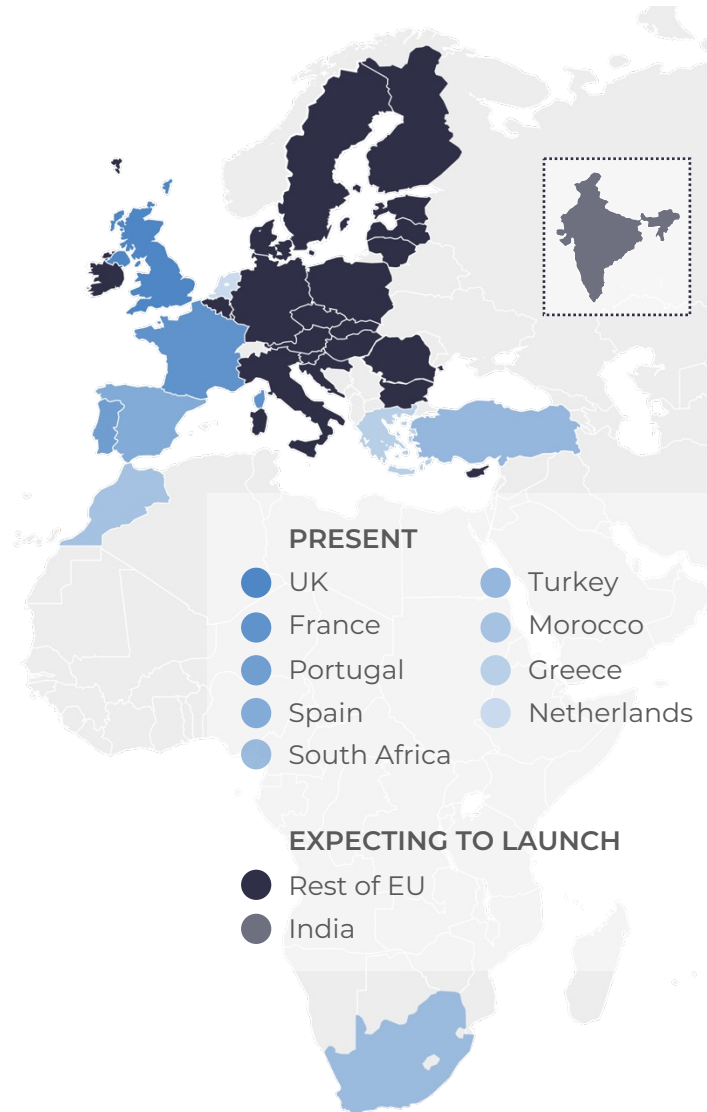 PRESENT
UK
France
Portugal
Spain
South Africa
Turkey
Morocco
Greece
Netherlands
EXPECTING TO LAUNCH
Rest of EU
India